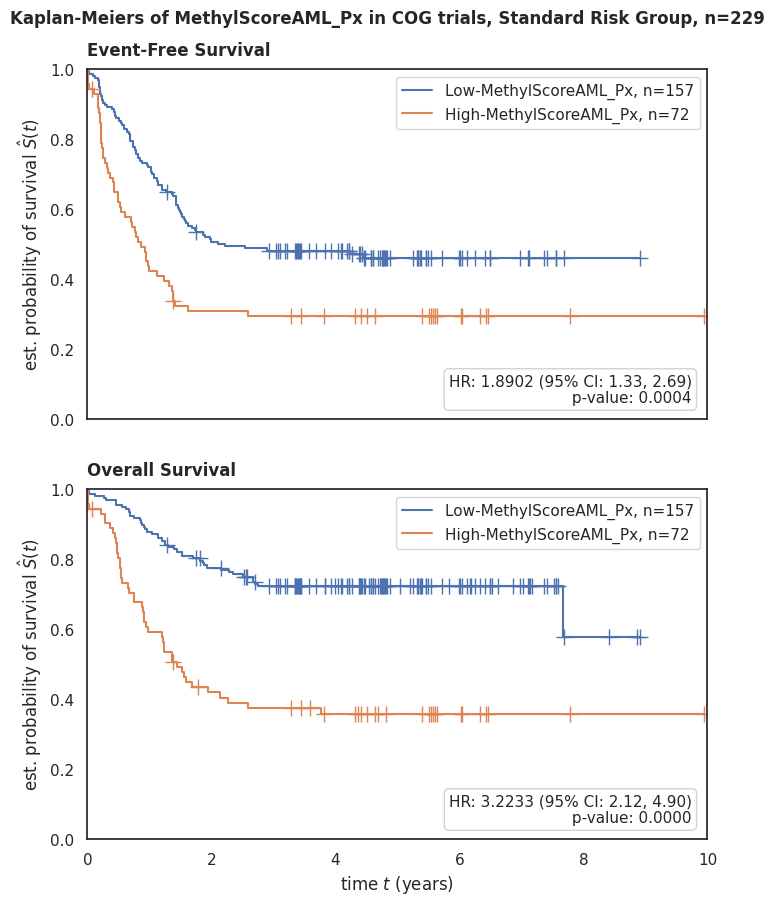 Kaplan-Meiers of MethylScoreAML_Px in COG trials, Standard Risk Group, n=229
Event-Free Survival
1.0
0.8
0.6
0.4
0.2
0.0
est. probability of survival Ŝ(t)
Low-MethylScoreAML_Px, n=157
High-MethylScoreAML_Px, n=72
HR: 1.8902 (95% CI: 1.33, 2.69)
p-value: 0.0004
Overall Survival
1.0
0.8
0.6
0.4
0.2
0.0
est. probability of survival Ŝ(t)
Low-MethylScoreAML_Px, n=157
High-MethylScoreAML_Px, n=72
HR: 3.2233 (95% CI: 2.12, 4.90)
p-value: 0.0000
0 2 4 6 8 10
time t (years)